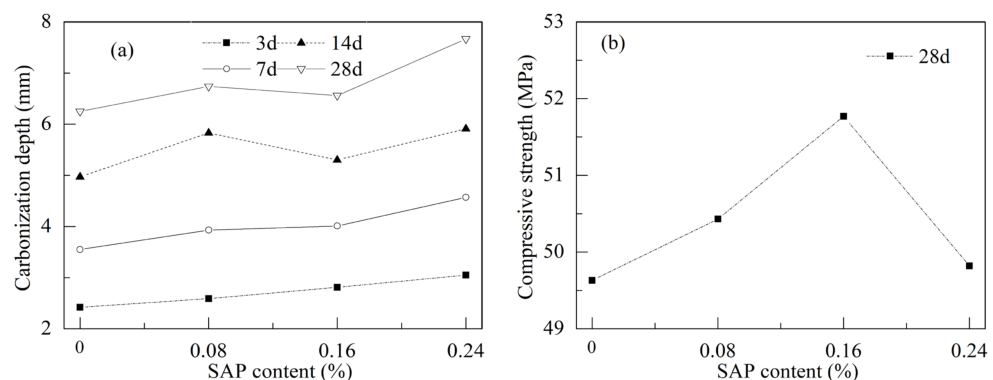 (a)
3d
14d
7d
28d
Carbonization depth (mm)
8
6
4
2
0
0.08
0.16
0.24
SAP content (%)
(b)
28d
Compressive strength (MPa)
53
52
51
50
49
0
0.08
0.16
0.24
SAP content (%)